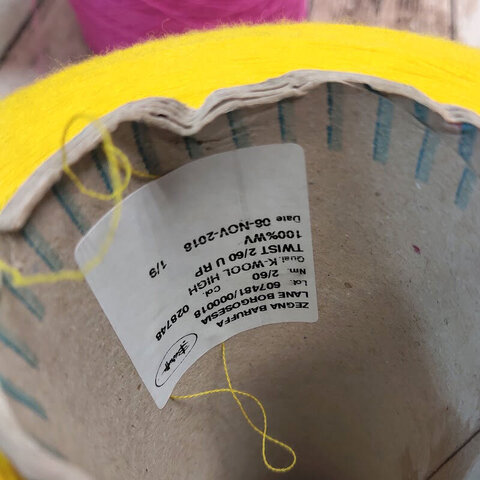 ZEGNA BARUFFA
LANE BORGOSESIA
Lot: 607481/000018
Nm. 2/60 Col. 028748
Qual. K-WOOL HIGH
TWIST 2/60 U RP
100%WV 1/9
Date 08-NOV-2018